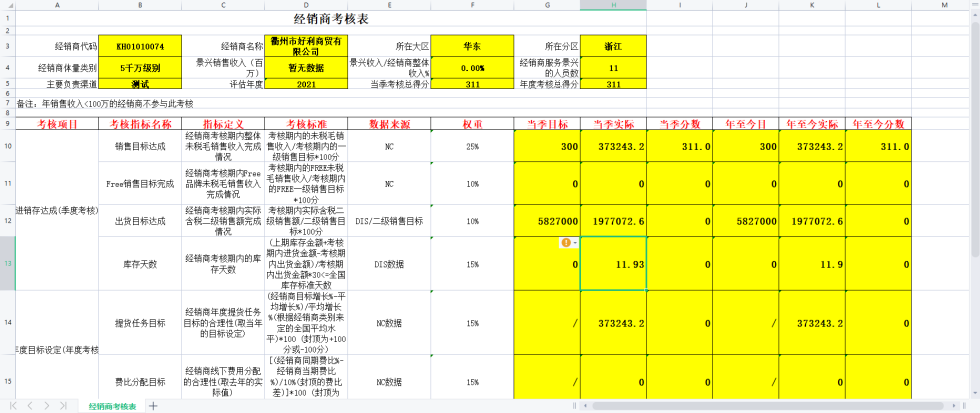 A B C D E F G H I J K L M
1 经销商考核表
2
3 经销商代码 KH01010074 经销商名称 衢州市好利商贸有限公司 所在大区 华东 所在分区 浙江
4 经销商体量类别 5千万级别 景兴销售收入（百万） 暂无数据 景兴收入/经销商整体收入% 0.00% 经销商服务景兴的人员数 11
5 主要负责渠道 测试 评估年度 2021 当季考核总得分 311 年度考核总得分 311
6
7 备注：年销售收入<100万的经销商不参与此考核
8
9 考核项目 考核指标名称 指标定义 考核标准 数据来源 权重 当季目标 当季实际 当季分数 年至今日 年至今实际 年至今分数
10 销售目标达成 经销商考核期内整体未税毛销售收入完成情况 考核期内的未税毛销售收入/考核期内的一级销售目标*100分 NC 25% 300 373243.2 311.0 300 373243.2 311.0
11 Free销售目标完成 经销商考核期内Free品牌未税毛销售收入完成情况 考核期内的FREE未税毛销售收入/考核期内的FREE一级销售目标*100分 NC 10% 0 0 0 0 0 0
进销存达成(季度考核)
12 出货目标达成 经销商考核期内实际含税二级销售额完成情况 考核期内实际含税二级销售额/二级销售目标*100分 DIS/二级销售目标 10% 5827000 1977072.6 0 5827000 1977072.6 0
13 库存天数 经销商考核期内的库存天数 (上期库存金额+考核期内进货金额-考核期内出货金额)/考核期内出货金额*30<=全国库存标准天数 DIS数据 15% 0 11.93 0 0 11.9 0
14 提货任务目标 经销商年度提货任务目标的合理性(取当年的目标设定) (经销商目标增长%-平均增长%)/平均增长%(根据经销商类别来定的全国平均水平)*100 (封顶为+100分或-100分) NC数据 15% / 373243.2 0 / 373243.2 0
年度目标设定(年度考核
15 费比分配目标 经销商线下费用分配的合理性(取去年的实际值) [(经销商同期费比%-经销商当期费比%)/10%(封顶的费比差)]*100 (封顶为 NC数据 15% / 0 0 / 0 0
经销商考核表